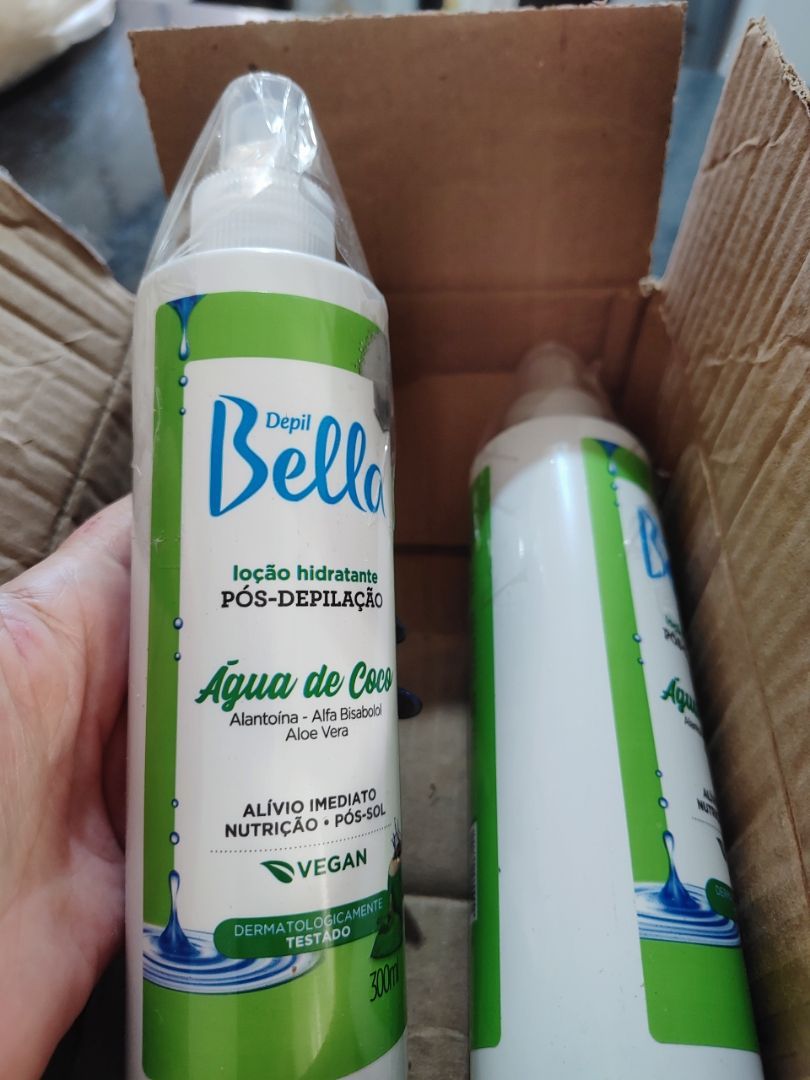 Depil
Bella
loção hidratante
PÓS-DEPILAÇÃO
Água de Coco
Alantoína - Alfa Bisabolol
Aloe Vera
ALÍVIO IMEDIATO
NUTRIÇÃO • PÓS-SOL
VEGAN
DERMATOLOGICAMENTE
TESTADO
300ml